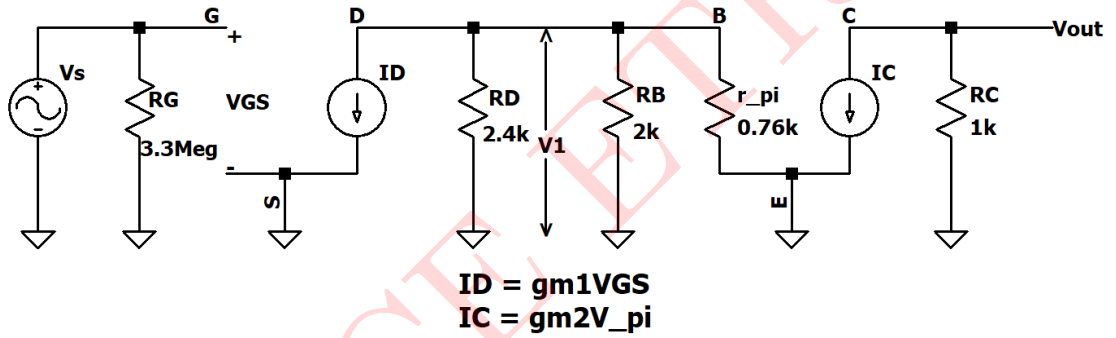 G D B C Vout
+
Vs ID IC
RG VGS RD RB r_pi RC
3.3Meg 2.4k V1 2k 0.76k 1k
-
S E
ID = gm1VGS
IC = gm2V_pi